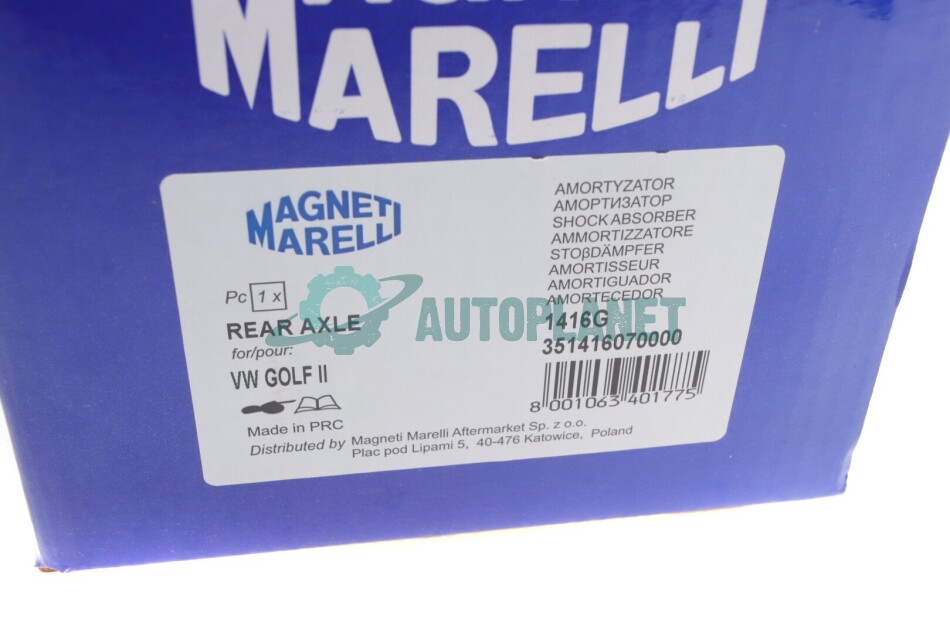 MARELLI
MAGNETI
MARELLI
AMORTYZATOR
АМОРТИЗАТОР
SHOCK ABSORBER
AMMORTIZZATORE
STOβDÄMPFER
AMORTISSEUR
AMORTIGUADOR
AMORTECEDOR
Pc 1 x
REAR AXLE
for/pour:
VW GOLF II
1416G
351416070000
8 001063 401775
Made in PRC
Distributed by Magneti Marelli Aftermarket Sp. z o.o.
Plac pod Lipami 5, 40-476 Katowice, Poland
AUTOPLANET